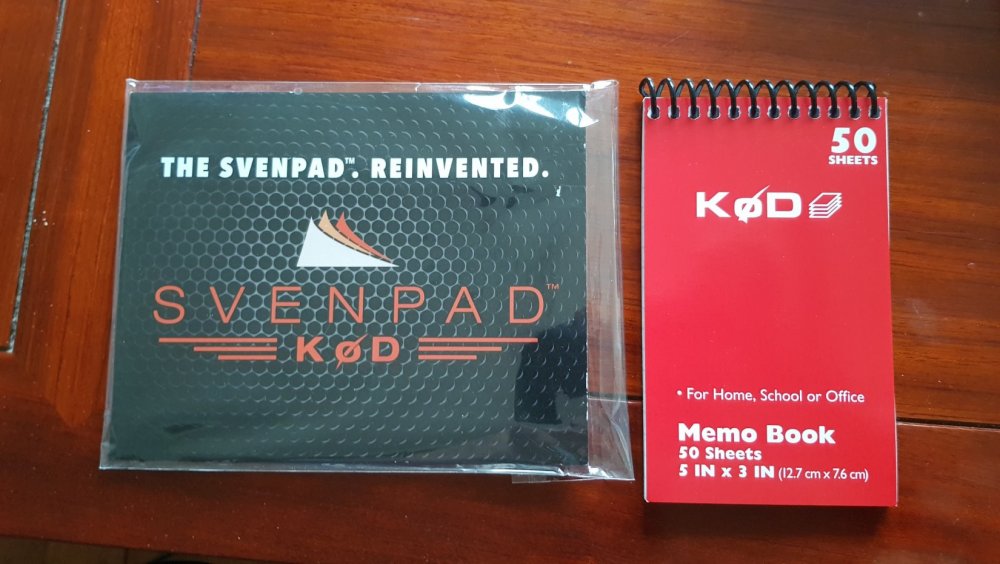 THE SVENPAD™. REINVENTED.
SVENPAD™
KØD
50
SHEETS
KØD
• For Home, School or Office
Memo Book
50 Sheets
5 IN x 3 IN (12.7 cm x 7.6 cm)